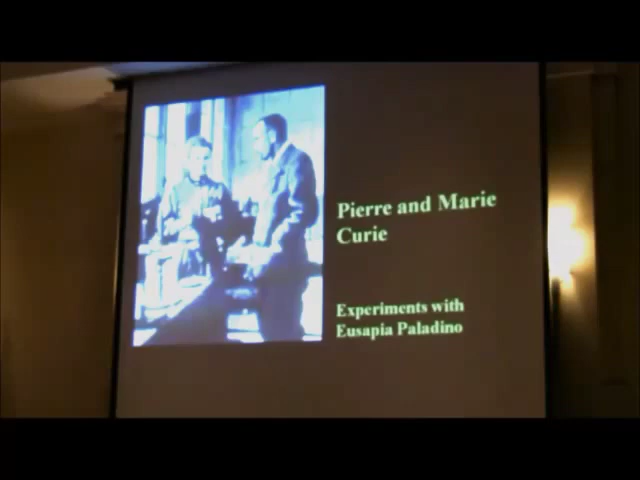 Pierre and Marie
Curie
Experiments with
Eusapia Paladino